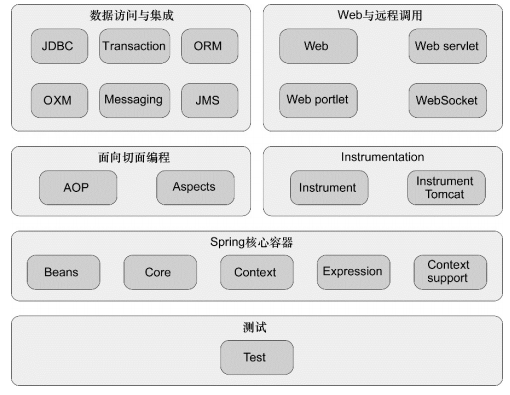 数据访问与集成
JDBC
Transaction
ORM
OXM
Messaging
JMS
Web与远程调用
Web
Web servlet
Web portlet
WebSocket
面向切面编程
AOP
Aspects
Instrumentation
Instrument
Instrument
Tomcat
Spring核心容器
Beans
Core
Context
Expression
Context
support
测试
Test